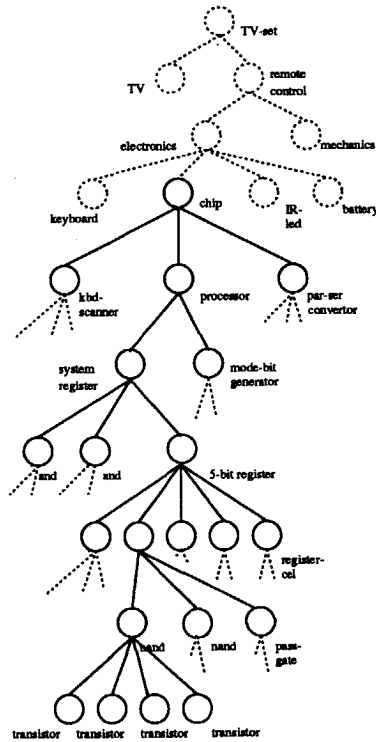 TV-set
TV
remote
control
electronics
mechanics
keyboard
chip
IR-
led
battery
kbd-
scanner
processor
par-ser
convertor
system
register
mode-bit
generator
and
and
5-bit register
register-
cel
nand
nand
pass-
gate
transistor
transistor
transistor
transistor